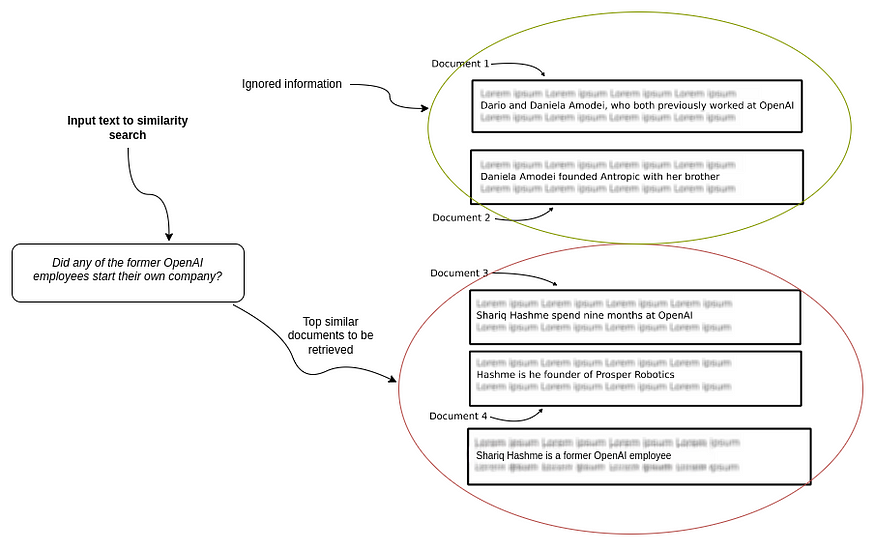 Document 1
Ignored information
Lorem ipsum Lorem ipsum Lorem ipsum Lorem ipsum
Dario and Daniela Amodei, who both previously worked at OpenAI
Lorem ipsum Lorem ipsum Lorem ipsum Lorem ipsum
Input text to similarity
search
Lorem ipsum Lorem ipsum Lorem ipsum Lorem ipsum
Daniela Amodei founded Antropic with her brother
Lorem ipsum Lorem ipsum Lorem ipsum Lorem ipsum
Document 2
Did any of the former OpenAI
employees start their own company?
Document 3
Lorem ipsum Lorem ipsum Lorem ipsum Lorem ipsum
Shariq Hashme spend nine months at OpenAI
Lorem ipsum Lorem ipsum Lorem ipsum Lorem ipsum
Top similar
documents to be
retrieved
Lorem ipsum Lorem ipsum Lorem ipsum Lorem ipsum
Hashme is he founder of Prosper Robotics
Lorem ipsum Lorem ipsum Lorem ipsum Lorem ipsum
Document 4
Lorem ipsum Lorem ipsum Lorem ipsum Lorem ipsum
Shariq Hashme is a former OpenAI employee
Lorem ipsum Lorem ipsum Lorem ipsum Lorem ipsum